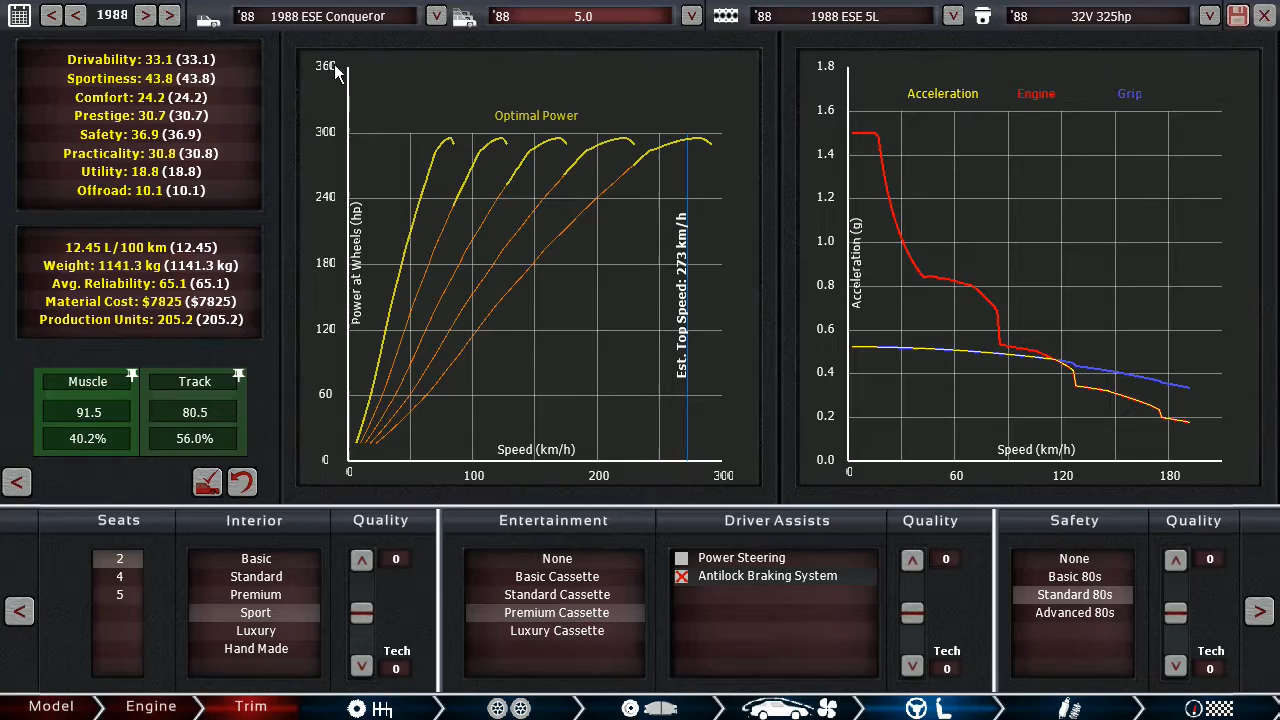 1988
'88 1988 ESE Conqueror
'88 5.0
'88 1988 ESE 5L
'88 32V 325hp
Drivability: 33.1 (33.1)
Sportiness: 43.8 (43.8)
Comfort: 24.2 (24.2)
Prestige: 30.7 (30.7)
Safety: 36.9 (36.9)
Practicality: 30.8 (30.8)
Utility: 18.8 (18.8)
Offroad: 10.1 (10.1)
12.45 L/100 km (12.45)
Weight: 1141.3 kg (1141.3 kg)
Avg. Reliability: 65.1 (65.1)
Material Cost: $7825 ($7825)
Production Units: 205.2 (205.2)
Muscle Track
91.5 80.5
40.2% 56.0%
360
300
240
180
120
60
0
Optimal Power
Power at Wheels (hp)
Est. Top Speed: 273 km/h
Speed (km/h)
0 100 200 300
1.8
1.6
1.4
1.2
1.0
0.8
0.6
0.4
0.2
0.0
Acceleration Engine Grip
Acceleration (g)
Speed (km/h)
0 60 120 180
Seats
2
4
5
Interior
Basic
Standard
Premium
Sport
Luxury
Hand Made
Quality
0
Tech
0
Entertainment
None
Basic Cassette
Standard Cassette
Premium Cassette
Luxury Cassette
Driver Assists
Power Steering
Antilock Braking System
Quality
0
Tech
0
Safety
None
Basic 80s
Standard 80s
Advanced 80s
Quality
0
Tech
0
Model Engine Trim